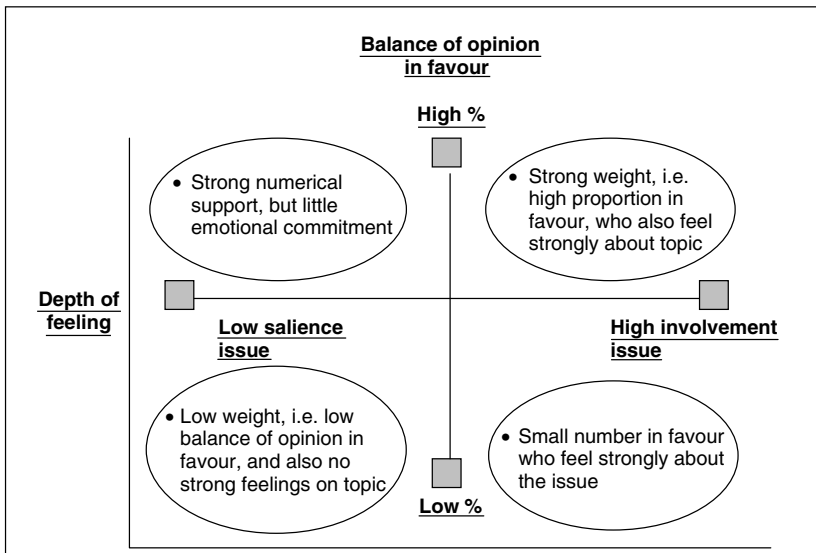 Balance of opinion
in favour
High %
• Strong numerical
support, but little
emotional commitment
• Strong weight, i.e.
high proportion in
favour, who also feel
strongly about topic
Depth of
feeling
Low salience
issue
High involvement
issue
• Low weight, i.e. low
balance of opinion in
favour, and also no
strong feelings on topic
• Small number in favour
who feel strongly about
the issue
Low %